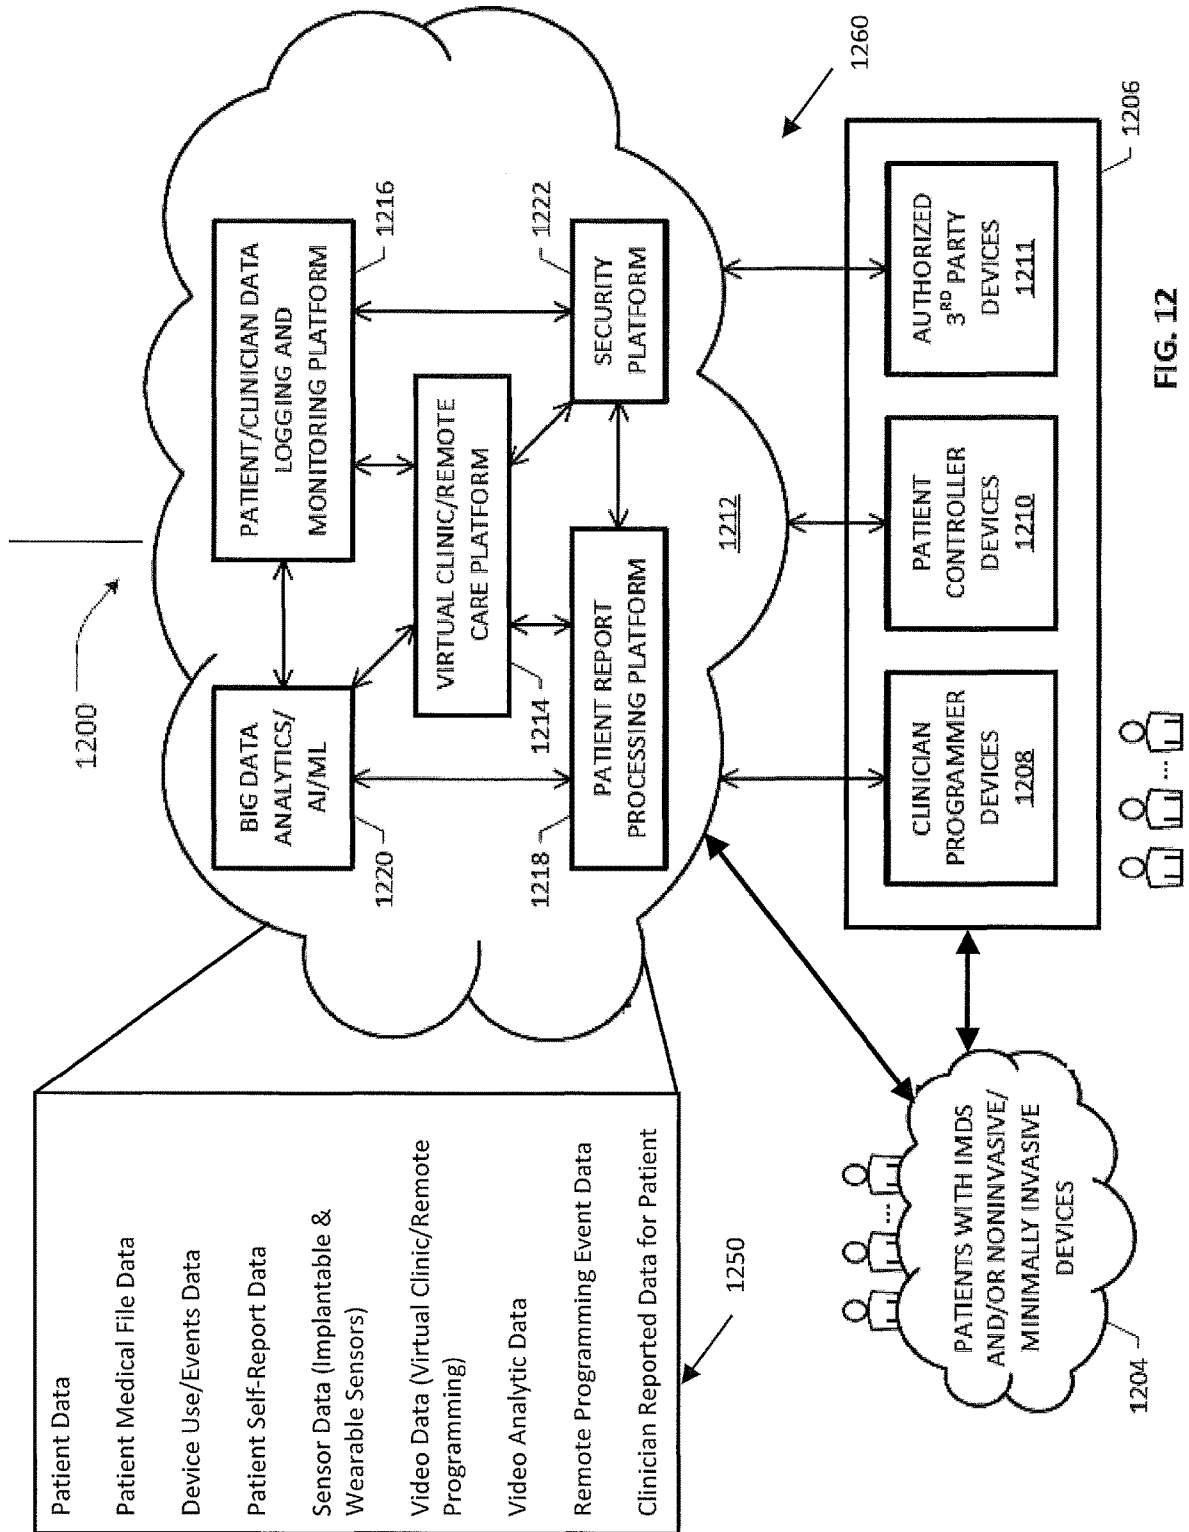 1200
Patient Data
Patient Medical File Data
Device Use/Events Data
Patient Self-Report Data
Sensor Data (Implantable &
Wearable Sensors)
Video Data (Virtual Clinic/Remote
Programming)
Video Analytic Data
Remote Programming Event Data
Clinician Reported Data for Patient
1250
BIG DATA
ANALYTICS/
AI/ML
1220
PATIENT/CLINICIAN DATA
LOGGING AND
MONITORING PLATFORM
1216
VIRTUAL CLINIC/REMOTE
CARE PLATFORM
1214
PATIENT REPORT
PROCESSING PLATFORM
1218
SECURITY
PLATFORM
1222
1212
1260
PATIENTS WITH IMDS
AND/OR NONINVASIVE/
MINIMALLY INVASIVE
DEVICES
1204
...
CLINICIAN
PROGRAMMER
DEVICES
1208
PATIENT
CONTROLLER
DEVICES
1210
AUTHORIZED
3RD PARTY
DEVICES
1211
1206
...
FIG. 12